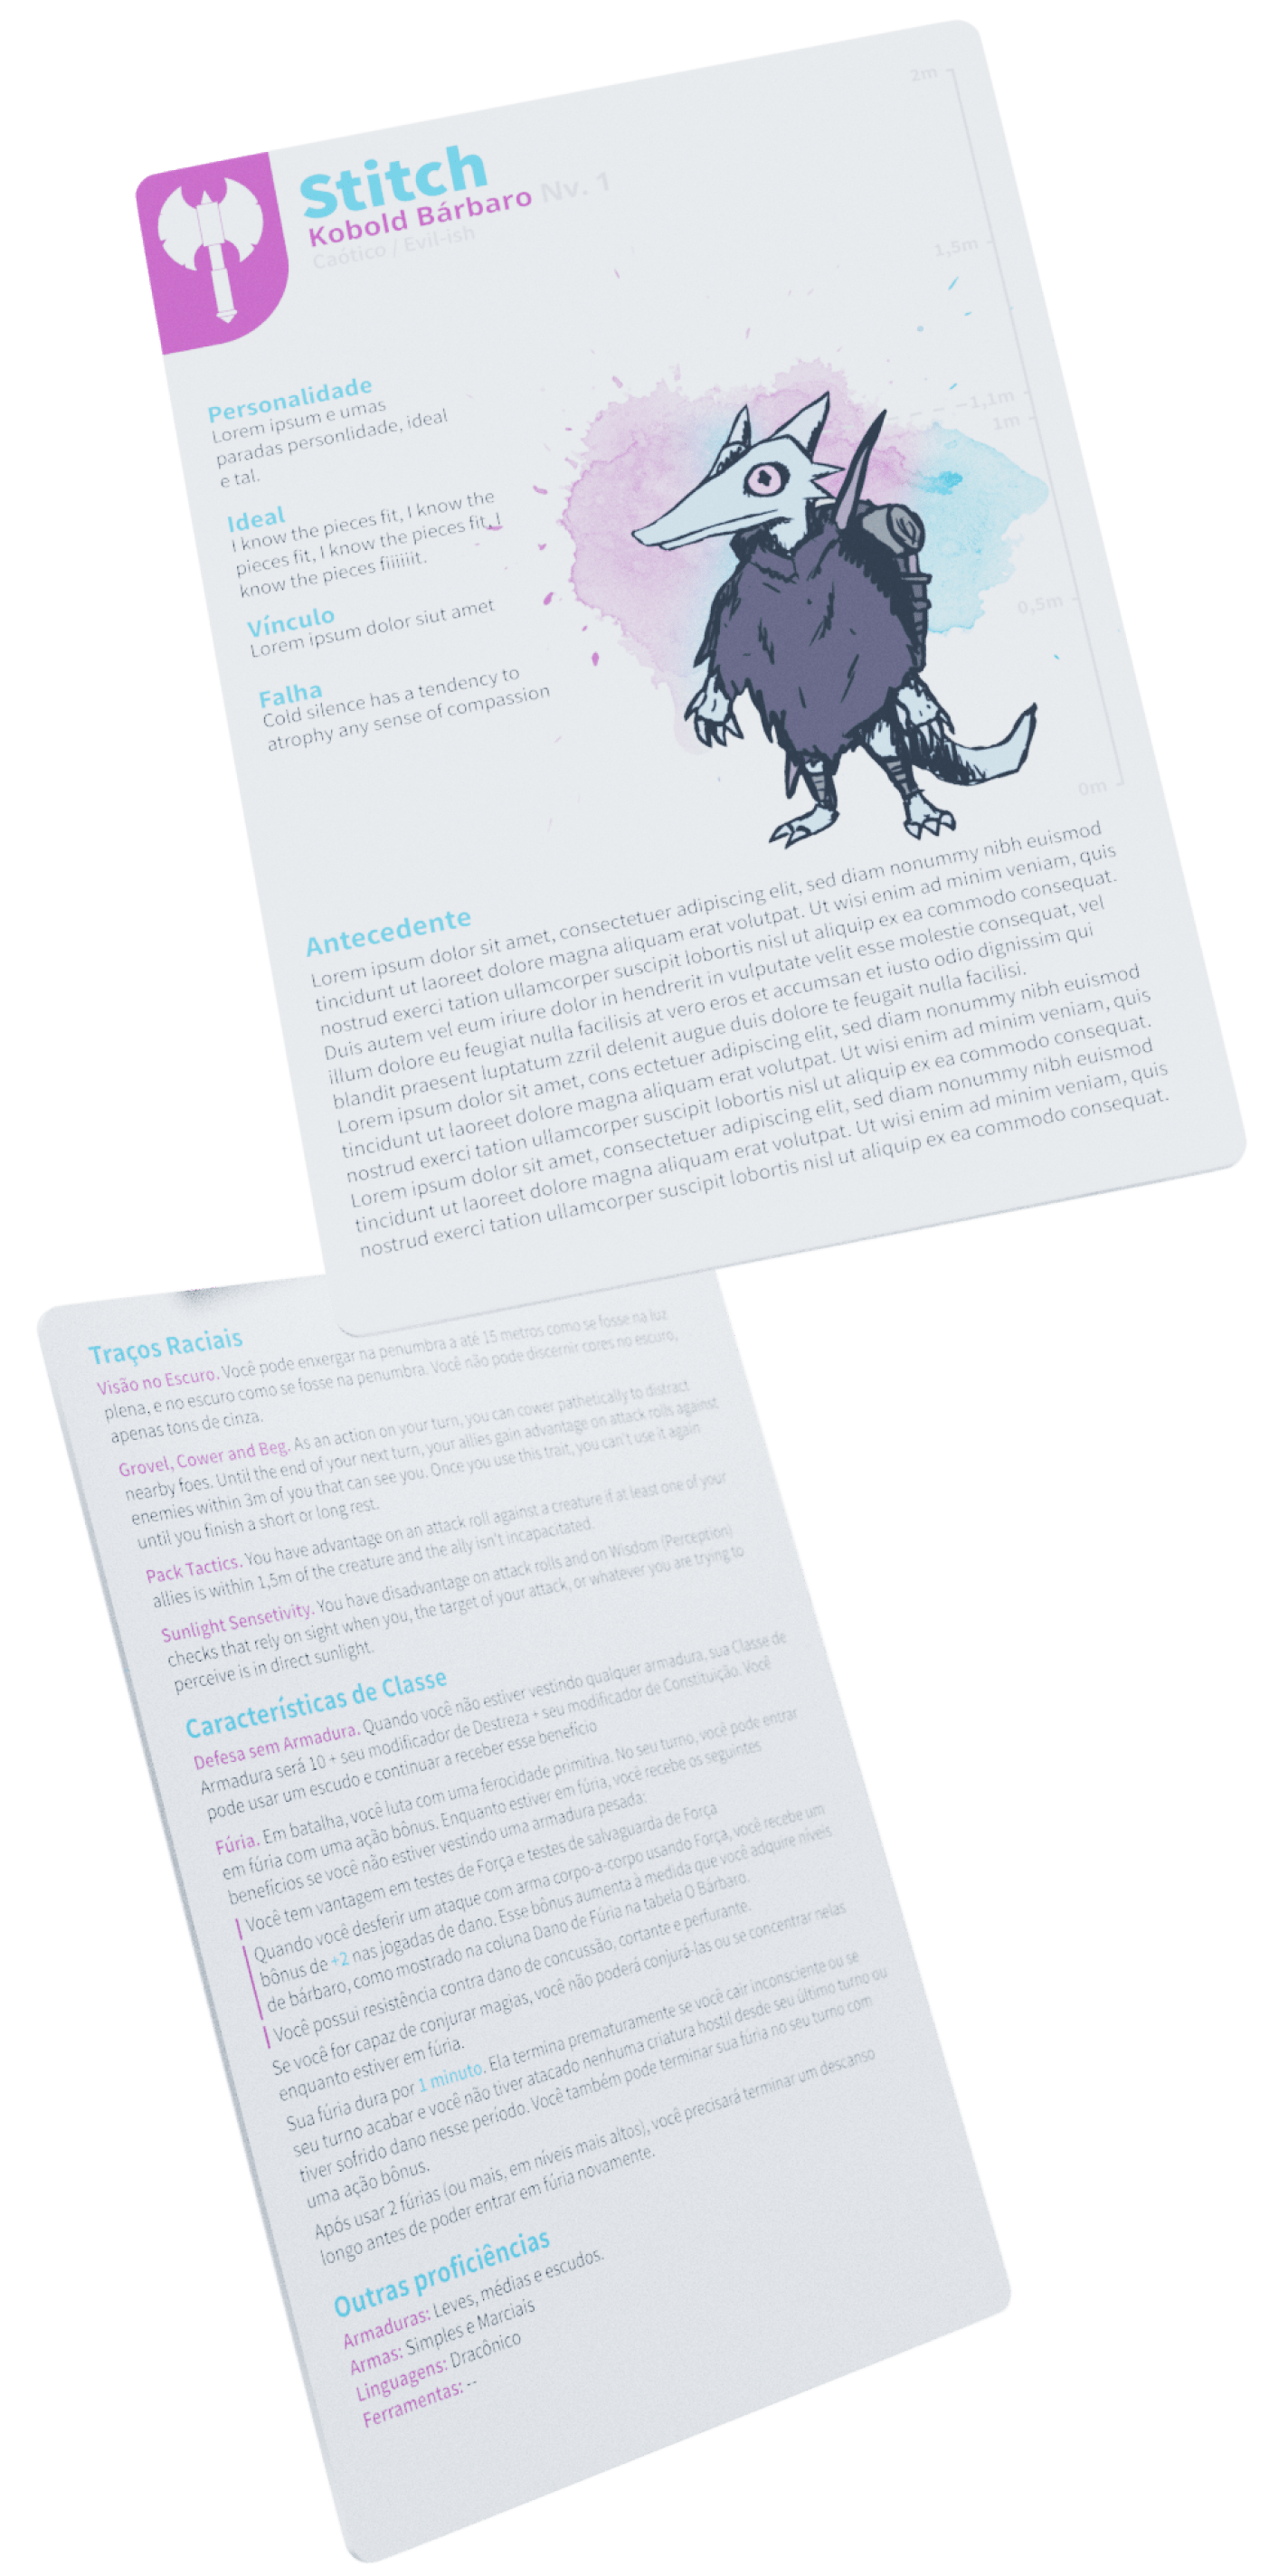 Stitch
Kobold Bárbaro Nv. 1
Caótico / Evil-ish
2m
1,5m
1,1m
1m
0,5m
0m
Personalidade
Lorem ipsum e umas
paradas personlidade, ideal
e tal.
Ideal
I know the pieces fit, I know the
pieces fit, I know the pieces fit, I
know the pieces fiiiiiit.
Vínculo
Lorem ipsum dolor siut amet
Falha
Cold silence has a tendency to
atrophy any sense of compassion
Antecedente
Lorem ipsum dolor sit amet, consectetuer adipiscing elit, sed diam nonummy nibh euismod
tincidunt ut laoreet dolore magna aliquam erat volutpat. Ut wisi enim ad minim veniam, quis
nostrud exerci tation ullamcorper suscipit lobortis nisl ut aliquip ex ea commodo consequat.
Duis autem vel eum iriure dolor in hendrerit in vulputate velit esse molestie consequat, vel
illum dolore eu feugiat nulla facilisis at vero eros et accumsan et iusto odio dignissim qui
blandit praesent luptatum zzril delenit augue duis dolore te feugait nulla facilisi.
Lorem ipsum dolor sit amet, cons ectetuer adipiscing elit, sed diam nonummy nibh euismod
tincidunt ut laoreet dolore magna aliquam erat volutpat. Ut wisi enim ad minim veniam, quis
nostrud exerci tation ullamcorper suscipit lobortis nisl ut aliquip ex ea commodo consequat.
Lorem ipsum dolor sit amet, consectetuer adipiscing elit, sed diam nonummy nibh euismod
tincidunt ut laoreet dolore magna aliquam erat volutpat. Ut wisi enim ad minim veniam, quis
nostrud exerci tation ullamcorper suscipit lobortis nisl ut aliquip ex ea commodo consequat.
Traços Raciais
Visão no Escuro. Você pode enxergar na penumbra a até 15 metros como se fosse na luz
plena, e no escuro como se fosse na penumbra. Você não pode discernir cores no escuro,
apenas tons de cinza.
Grovel, Cower and Beg. As an action on your turn, you can cower pathetically to distract
nearby foes. Until the end of your next turn, your allies gain advantage on attack rolls against
enemies within 3m of you that can see you. Once you use this trait, you can't use it again
until you finish a short or long rest.
Pack Tactics. You have advantage on an attack roll against a creature if at least one of your
allies is within 1,5m of the creature and the ally isn't incapacitated.
Sunlight Sensetivity. You have disadvantage on attack rolls and on Wisdom (Perception)
checks that rely on sight when you, the target of your attack, or whatever you are trying to
perceive is in direct sunlight.
Características de Classe
Defesa sem Armadura. Quando você não estiver vestindo qualquer armadura, sua Classe de
Armadura será 10 + seu modificador de Destreza + seu modificador de Constituição. Você
pode usar um escudo e continuar a receber esse benefício
Fúria. Em batalha, você luta com uma ferocidade primitiva. No seu turno, você pode entrar
em fúria com uma ação bônus. Enquanto estiver em fúria, você recebe os seguintes
benefícios se você não estiver vestindo uma armadura pesada:
Você tem vantagem em testes de Força e testes de salvaguarda de Força
Quando você desferir um ataque com arma corpo-a-corpo usando Força, você recebe um
bônus de +2 nas jogadas de dano. Esse bônus aumenta à medida que você adquire níveis
de bárbaro, como mostrado na coluna Dano de Fúria na tabela O Bárbaro.
Você possui resistência contra dano de concussão, cortante e perfurante.
Se você for capaz de conjurar magias, você não poderá conjurá-las ou se concentrar nelas
enquanto estiver em fúria.
Sua fúria dura por 1 minuto. Ela termina prematuramente se você cair inconsciente ou se
seu turno acabar e você não tiver atacado nenhuma criatura hostil desde seu último turno ou
tiver sofrido dano nesse período. Você também pode terminar sua fúria no seu turno com
uma ação bônus.
Após usar 2 fúrias (ou mais, em níveis mais altos), você precisará terminar um descanso
longo antes de poder entrar em fúria novamente.
Outras proficiências
Armaduras: Leves, médias e escudos.
Armas: Simples e Marciais
Linguagens: Dracônico
Ferramentas: --